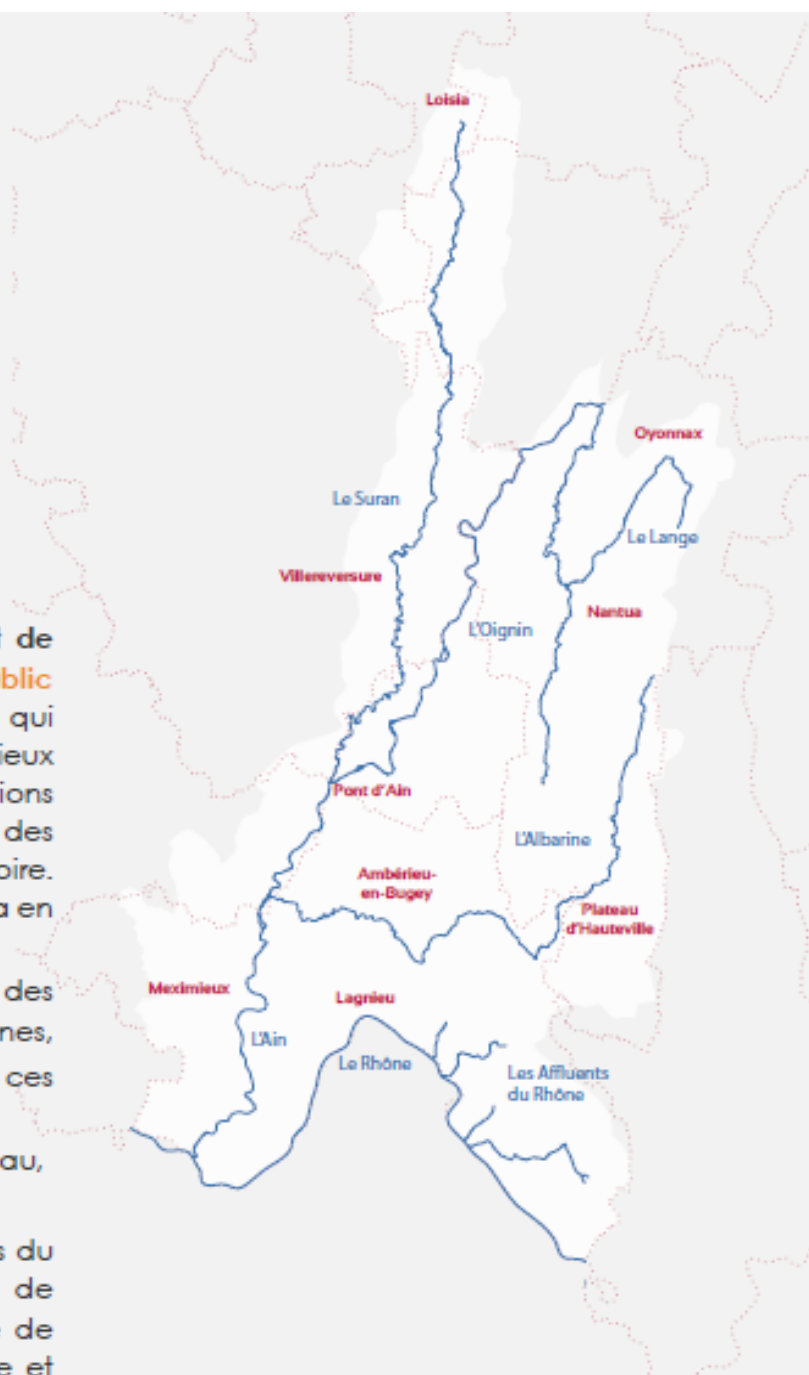 Loisia
Oyonnax
Le Suran
Le Lange
Villereversure
Nantua
L'Oignin
Pont d'Ain
L'Albarine
Ambérieu-
en-Bugey
Plateau
d'Hauteville
Meximieux
Lagnieu
L'Ain
Le Rhône
Les Affluents
du Rhône
de
blic
qui
ieux
ions
des
oire.
a en
des
nes,
ces
au,
s du
de
de
e et